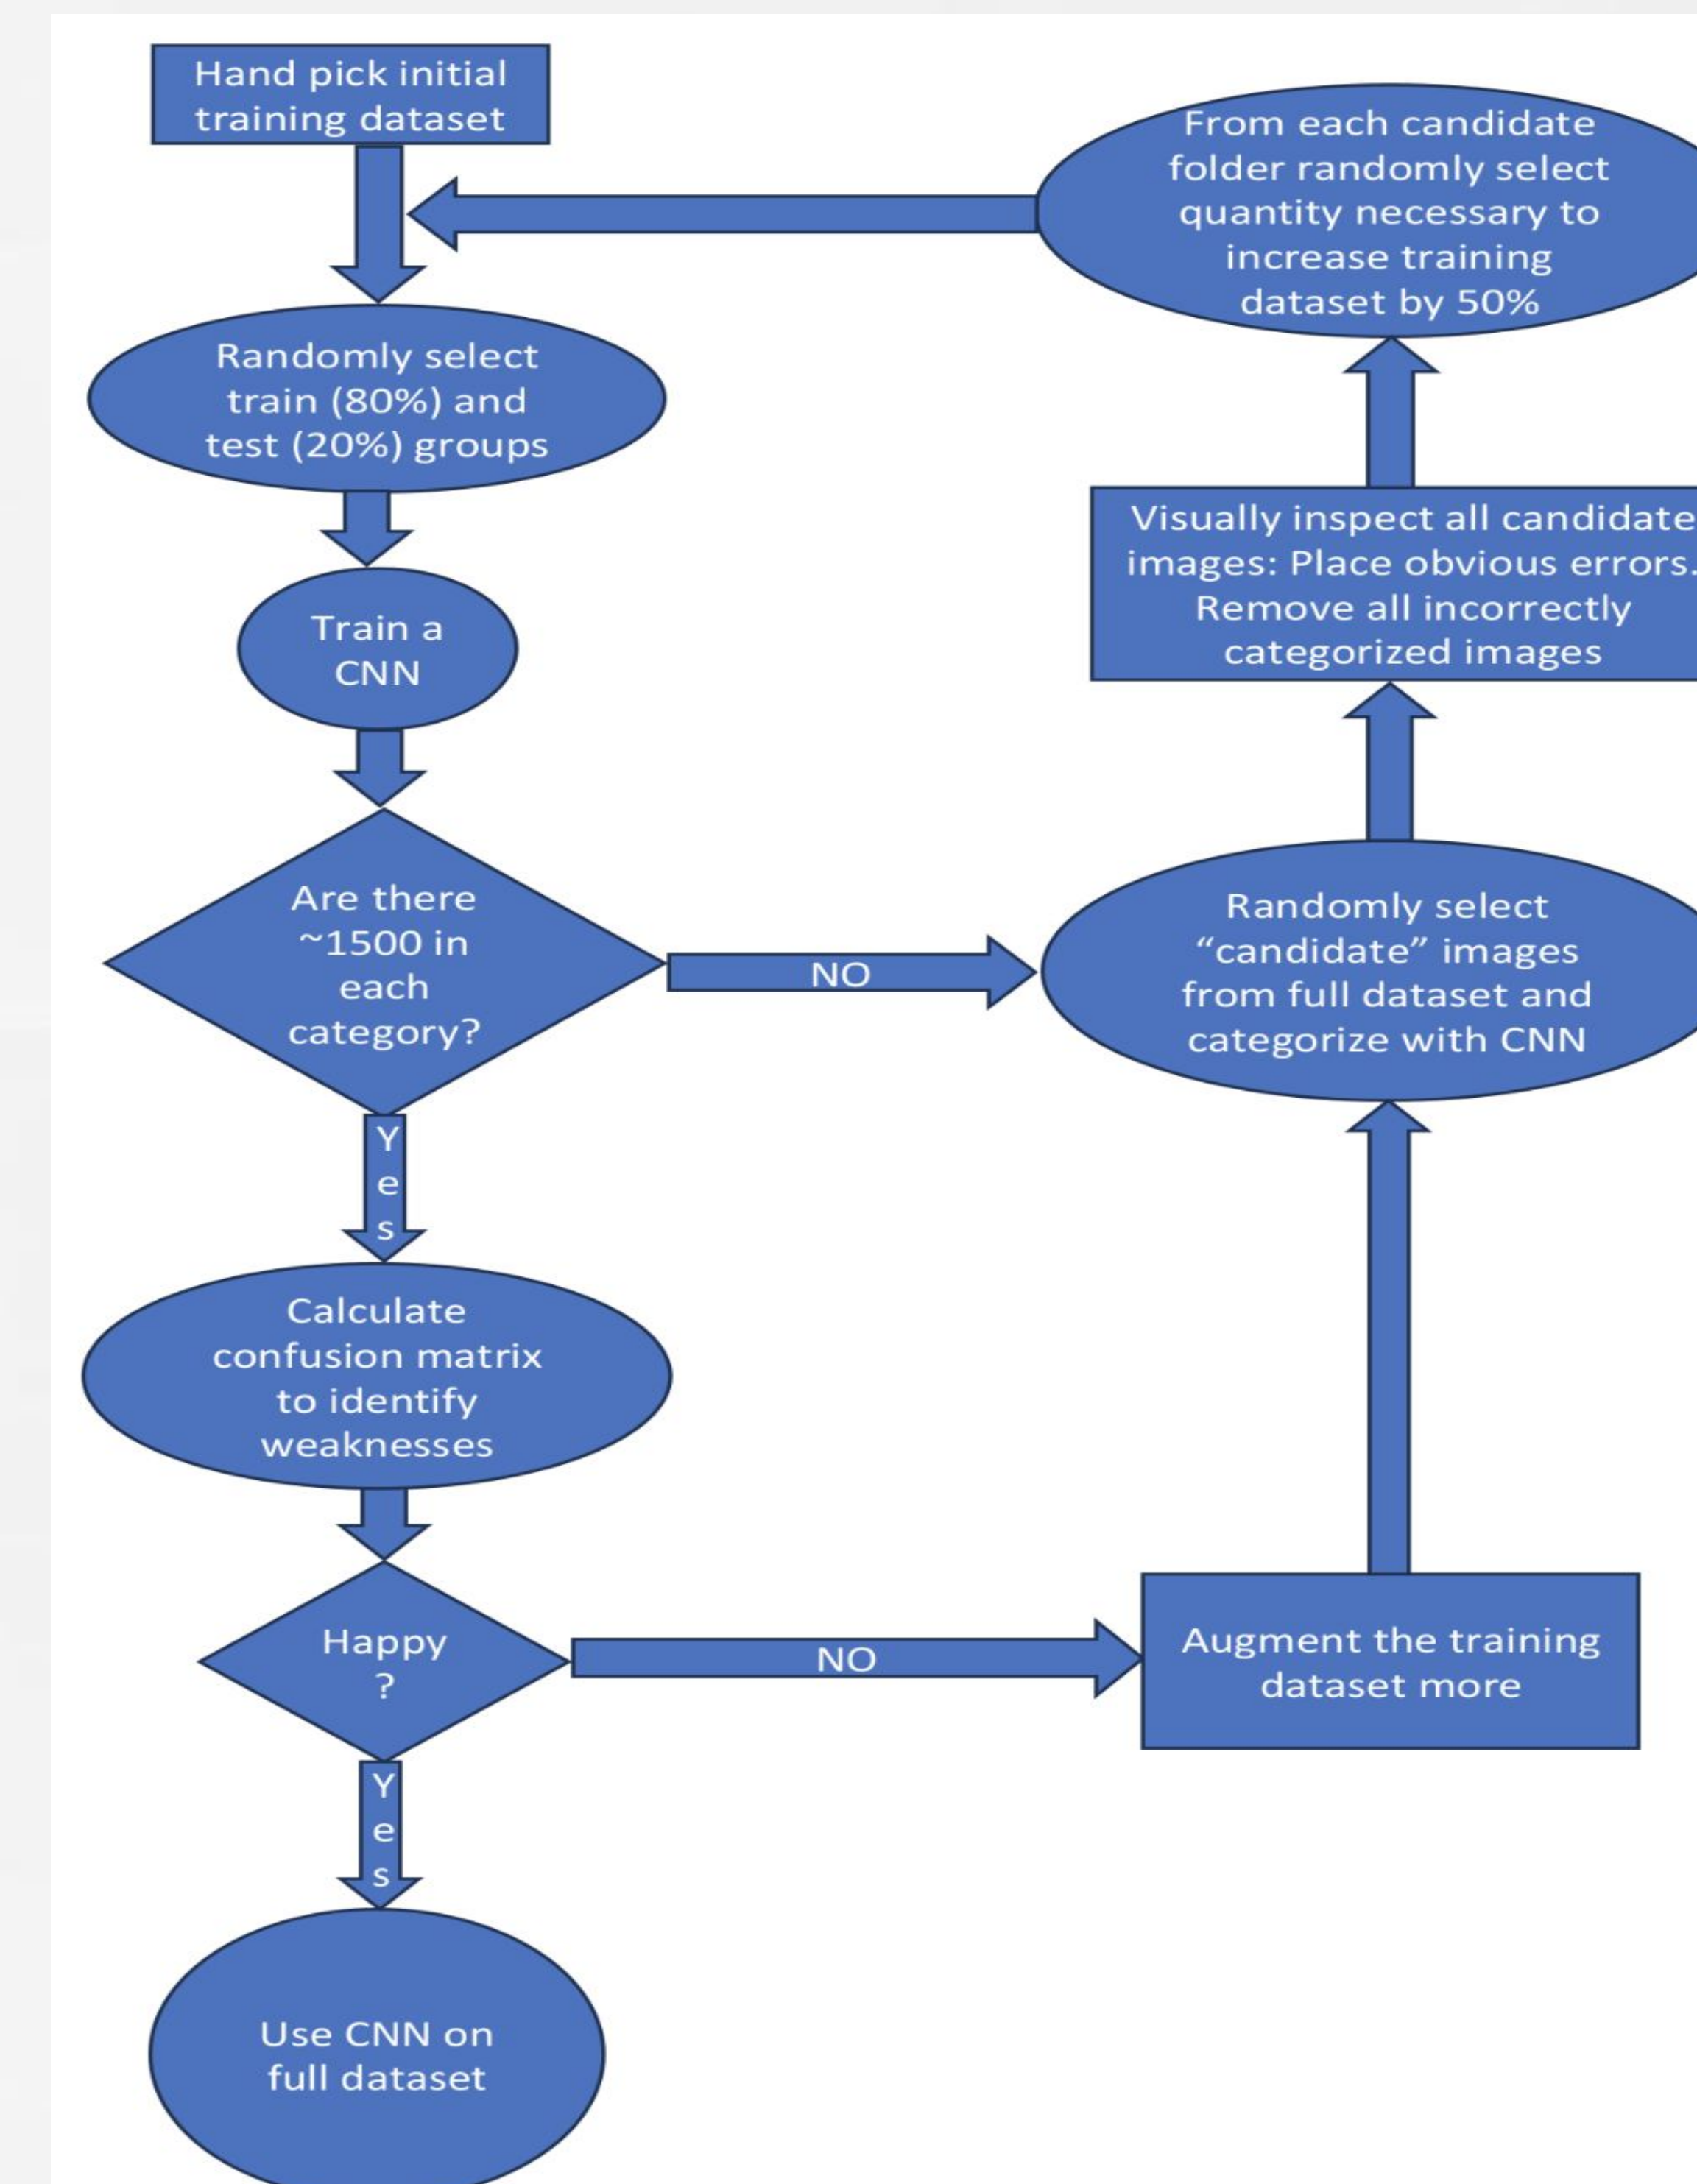 Hand pick initial
training dataset
From each candidate
folder randomly select
quantity necessary to
increase training
dataset by 50%
Randomly select
train (80%) and
test (20%) groups
Visually inspect all candidate
images: Place obvious errors.
Remove all incorrectly
categorized images
Train a
CNN
Are there
~1500 in
each
category?
NO
Randomly select
“candidate” images
from full dataset and
categorize with CNN
Yes
Calculate
confusion matrix
to identify
weaknesses
Happy
?
NO
Augment the training
dataset more
Yes
Use CNN on
full dataset